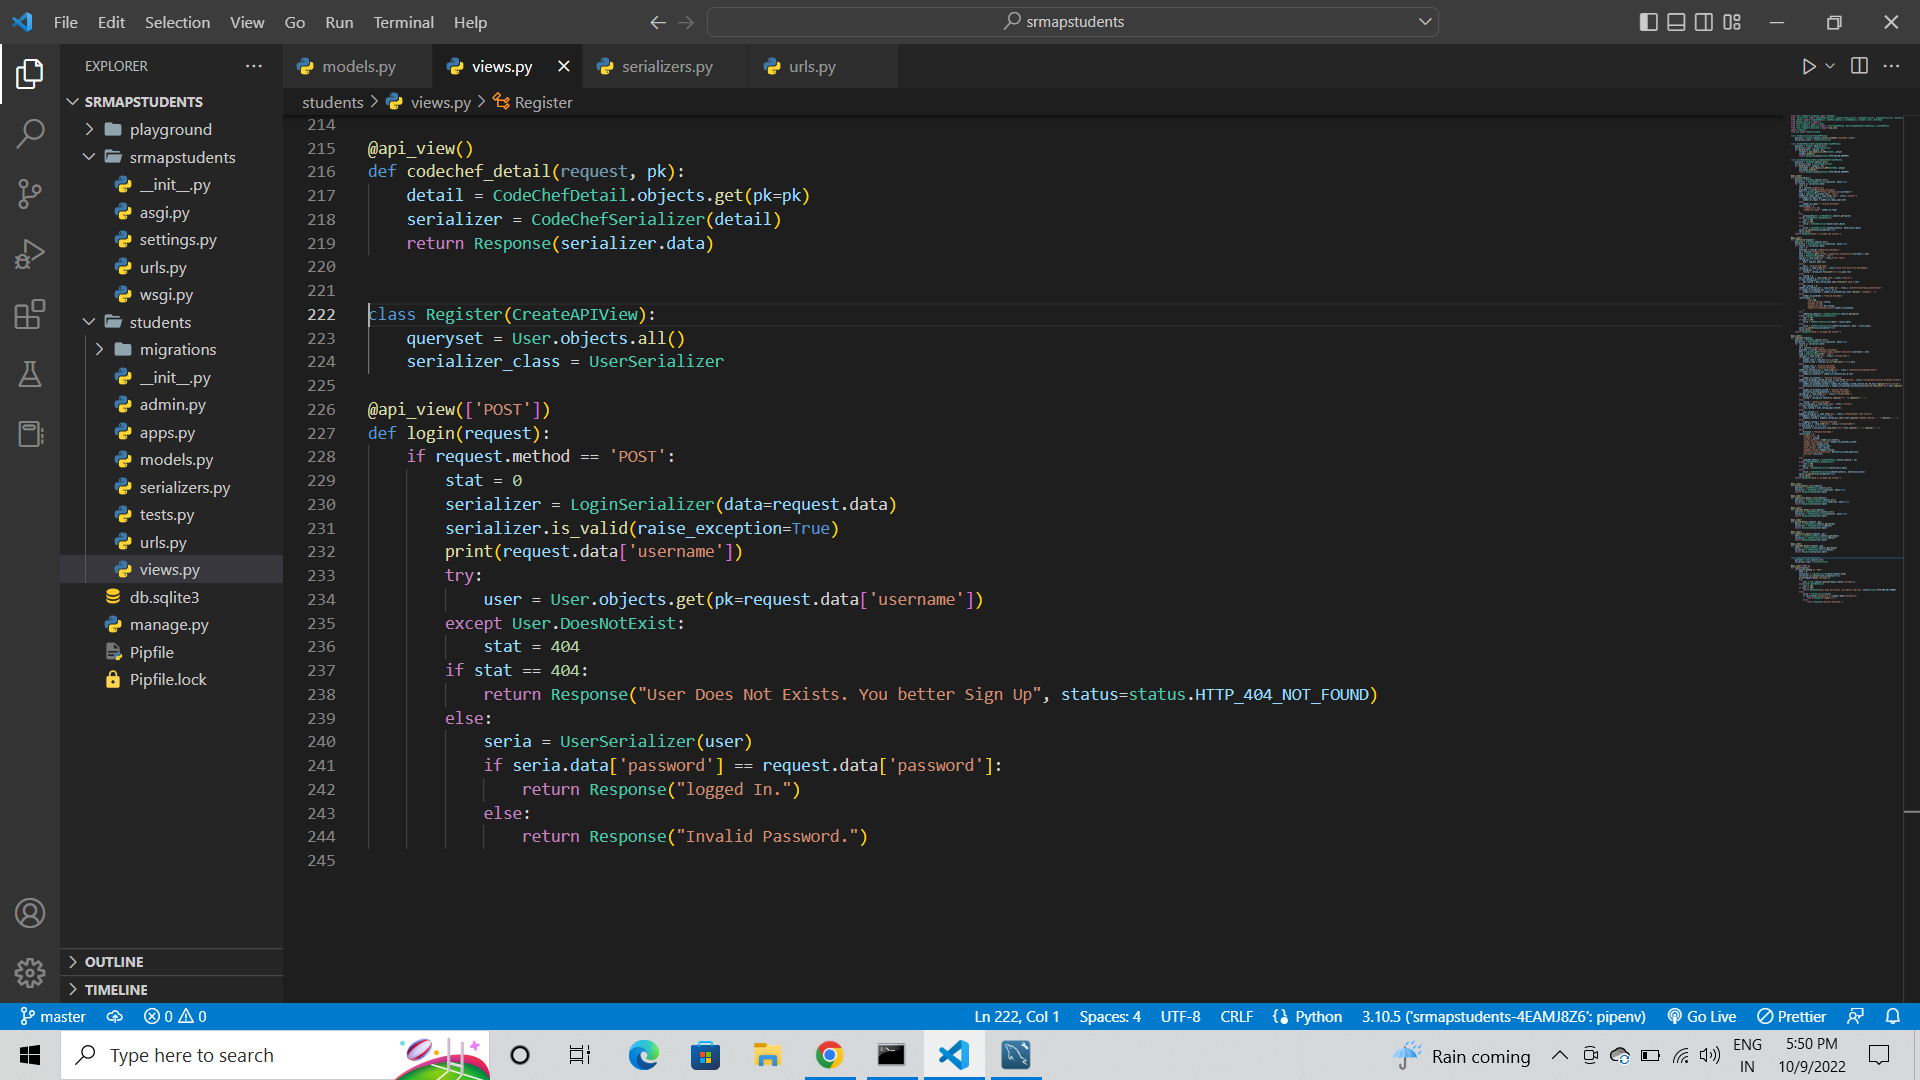 File Edit Selection View Go Run Terminal Help
srmapstudents
EXPLORER
SRMAPSTUDENTS
playground
srmapstudents
__init__.py
asgi.py
settings.py
urls.py
wsgi.py
students
migrations
__init__.py
admin.py
apps.py
models.py
serializers.py
tests.py
urls.py
views.py
db.sqlite3
manage.py
Pipfile
Pipfile.lock
OUTLINE
TIMELINE
models.py views.py serializers.py urls.py
students > views.py > Register
214
215 @api_view()
216 def codechef_detail(request, pk):
217     detail = CodeChefDetail.objects.get(pk=pk)
218     serializer = CodeChefSerializer(detail)
219     return Response(serializer.data)
220
221
222 class Register(CreateAPIView):
223     queryset = User.objects.all()
224     serializer_class = UserSerializer
225
226 @api_view(['POST'])
227 def login(request):
228     if request.method == 'POST':
229         stat = 0
230         serializer = LoginSerializer(data=request.data)
231         serializer.is_valid(raise_exception=True)
232         print(request.data['username'])
233         try:
234             user = User.objects.get(pk=request.data['username'])
235         except User.DoesNotExist:
236             stat = 404
237         if stat == 404:
238             return Response("User Does Not Exists. You better Sign Up", status=status.HTTP_404_NOT_FOUND)
239         else:
240             seria = UserSerializer(user)
241             if seria.data['password'] == request.data['password']:
242                 return Response("logged In.")
243             else:
244                 return Response("Invalid Password.")
245
master 0 0 Ln 222, Col 1 Spaces: 4 UTF-8 CRLF Python 3.10.5 ('srmapstudents-4EAMJ8Z6': pipenv) Go Live Prettier
Type here to search
Rain coming
ENG
IN
5:50 PM
10/9/2022